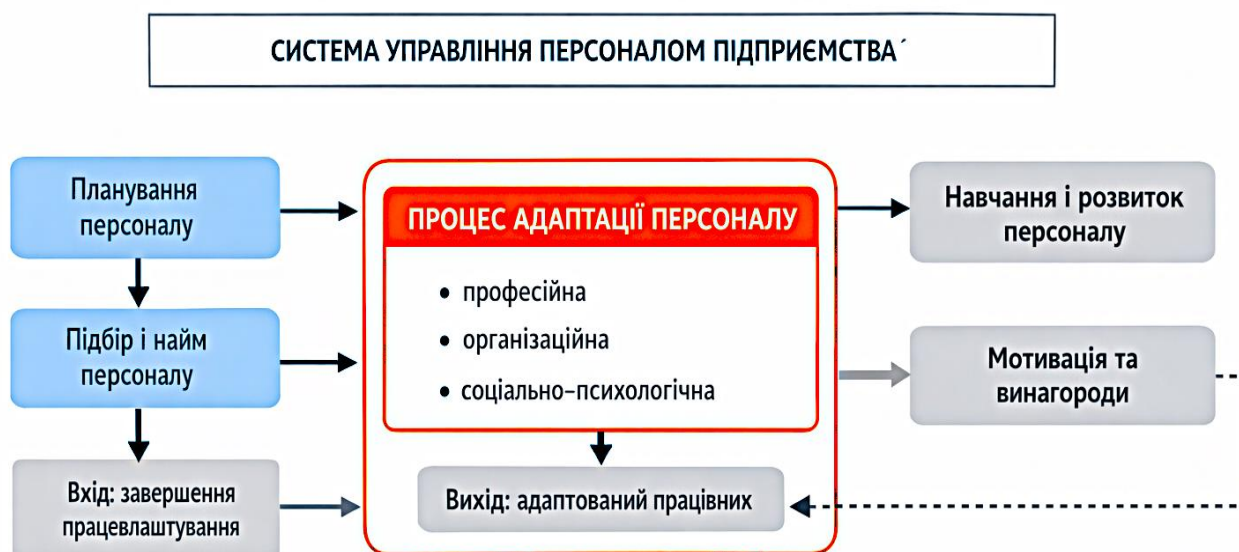 СИСТЕМА УПРАВЛІННЯ ПЕРСОНАЛОМ ПІДПРИЄМСТВА´
Планування
персоналу
Підбір і найм
персоналу
Вхід: завершення
працевлаштування
ПРОЦЕС АДАПТАЦІЇ ПЕРСОНАЛУ
• професійна
• організаційна
• соціально–психологічна
Вихід: адаптований працівних
Навчання і розвиток
персоналу
Мотивація та
винагороди